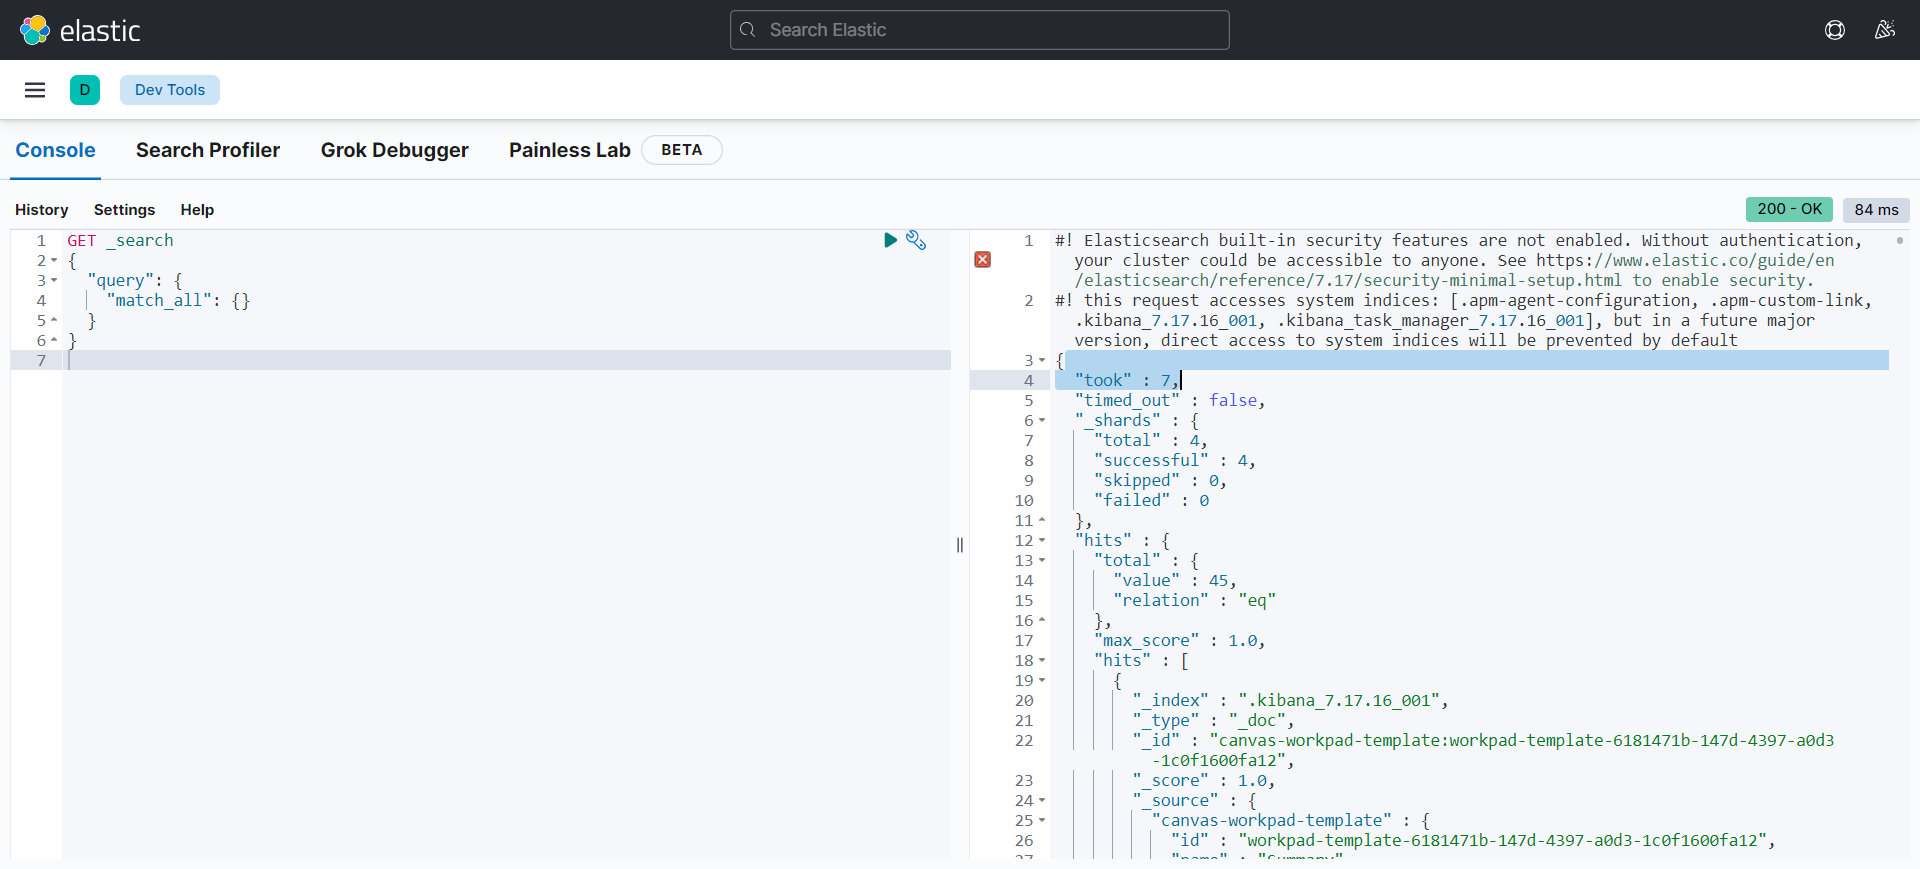 elastic
Search Elastic
D
Dev Tools
Console
Search Profiler
Grok Debugger
Painless Lab
BETA
History
Settings
Help
200 - OK
84 ms
1 GET _search
2 {
3 "query": {
4 "match_all": {}
5 }
6 }
7
1 #! Elasticsearch built-in security features are not enabled. Without authentication,
your cluster could be accessible to anyone. See https://www.elastic.co/guide/en
/elasticsearch/reference/7.17/security-minimal-setup.html to enable security.
2 #! this request accesses system indices: [.apm-agent-configuration, .apm-custom-link,
.kibana_7.17.16_001, .kibana_task_manager_7.17.16_001], but in a future major
version, direct access to system indices will be prevented by default
3 {
4 "took" : 7,
5 "timed_out" : false,
6 "_shards" : {
7 "total" : 4,
8 "successful" : 4,
9 "skipped" : 0,
10 "failed" : 0
11 },
12 "hits" : {
13 "total" : {
14 "value" : 45,
15 "relation" : "eq"
16 },
17 "max_score" : 1.0,
18 "hits" : [
19 {
20 "_index" : ".kibana_7.17.16_001",
21 "_type" : "_doc",
22 "_id" : "canvas-workpad-template:workpad-template-6181471b-147d-4397-a0d3
-1c0f1600fa12",
23 "_score" : 1.0,
24 "_source" : {
25 "canvas-workpad-template" : {
26 "id" : "workpad-template-6181471b-147d-4397-a0d3-1c0f1600fa12",
27 "name" : "Summary"